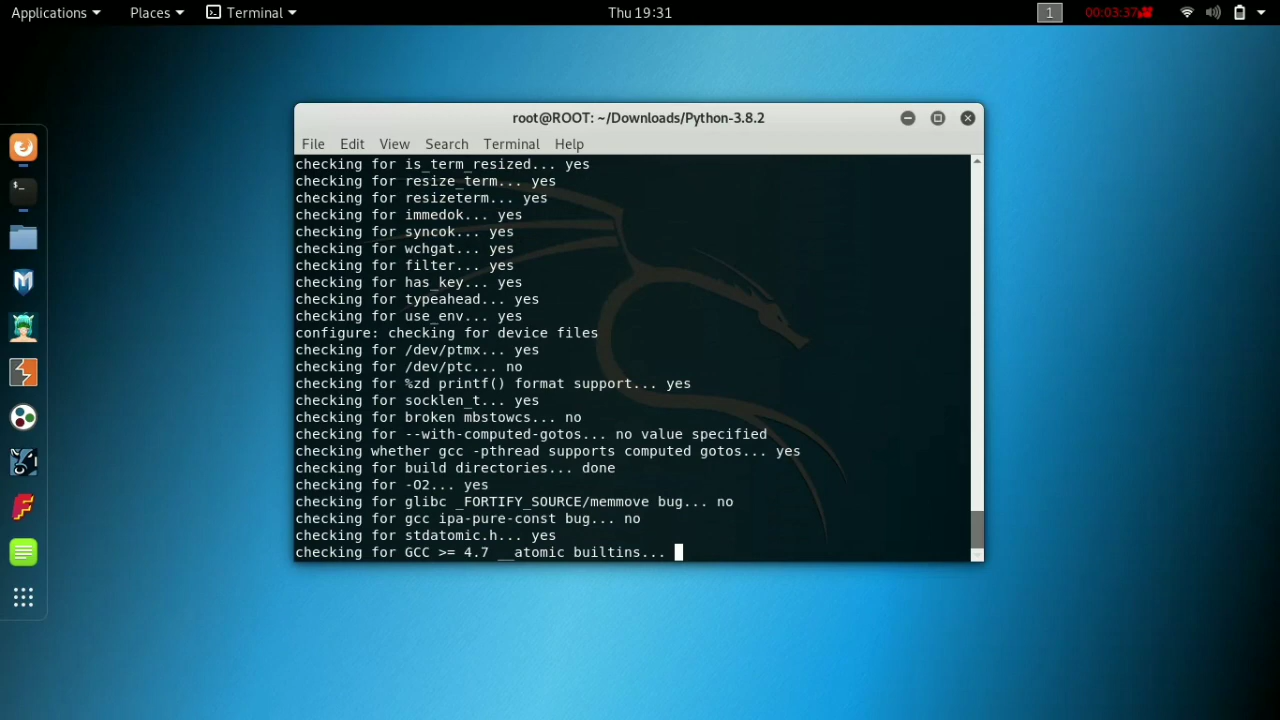 Applications Places Terminal Thu 19:31 1 00:03:37
root@ROOT: ~/Downloads/Python-3.8.2
File Edit View Search Terminal Help
checking for is_term_resized... yes
checking for resize_term... yes
checking for resizeterm... yes
checking for immedok... yes
checking for syncok... yes
checking for wchgat... yes
checking for filter... yes
checking for has_key... yes
checking for typeahead... yes
checking for use_env... yes
configure: checking for device files
checking for /dev/ptmx... yes
checking for /dev/ptc... no
checking for %zd printf() format support... yes
checking for socklen_t... yes
checking for broken mbstowcs... no
checking for --with-computed-gotos... no value specified
checking whether gcc -pthread supports computed gotos... yes
checking for build directories... done
checking for -O2... yes
checking for glibc _FORTIFY_SOURCE/memmove bug... no
checking for gcc ipa-pure-const bug... no
checking for stdatomic.h... yes
checking for GCC >= 4.7 __atomic builtins...